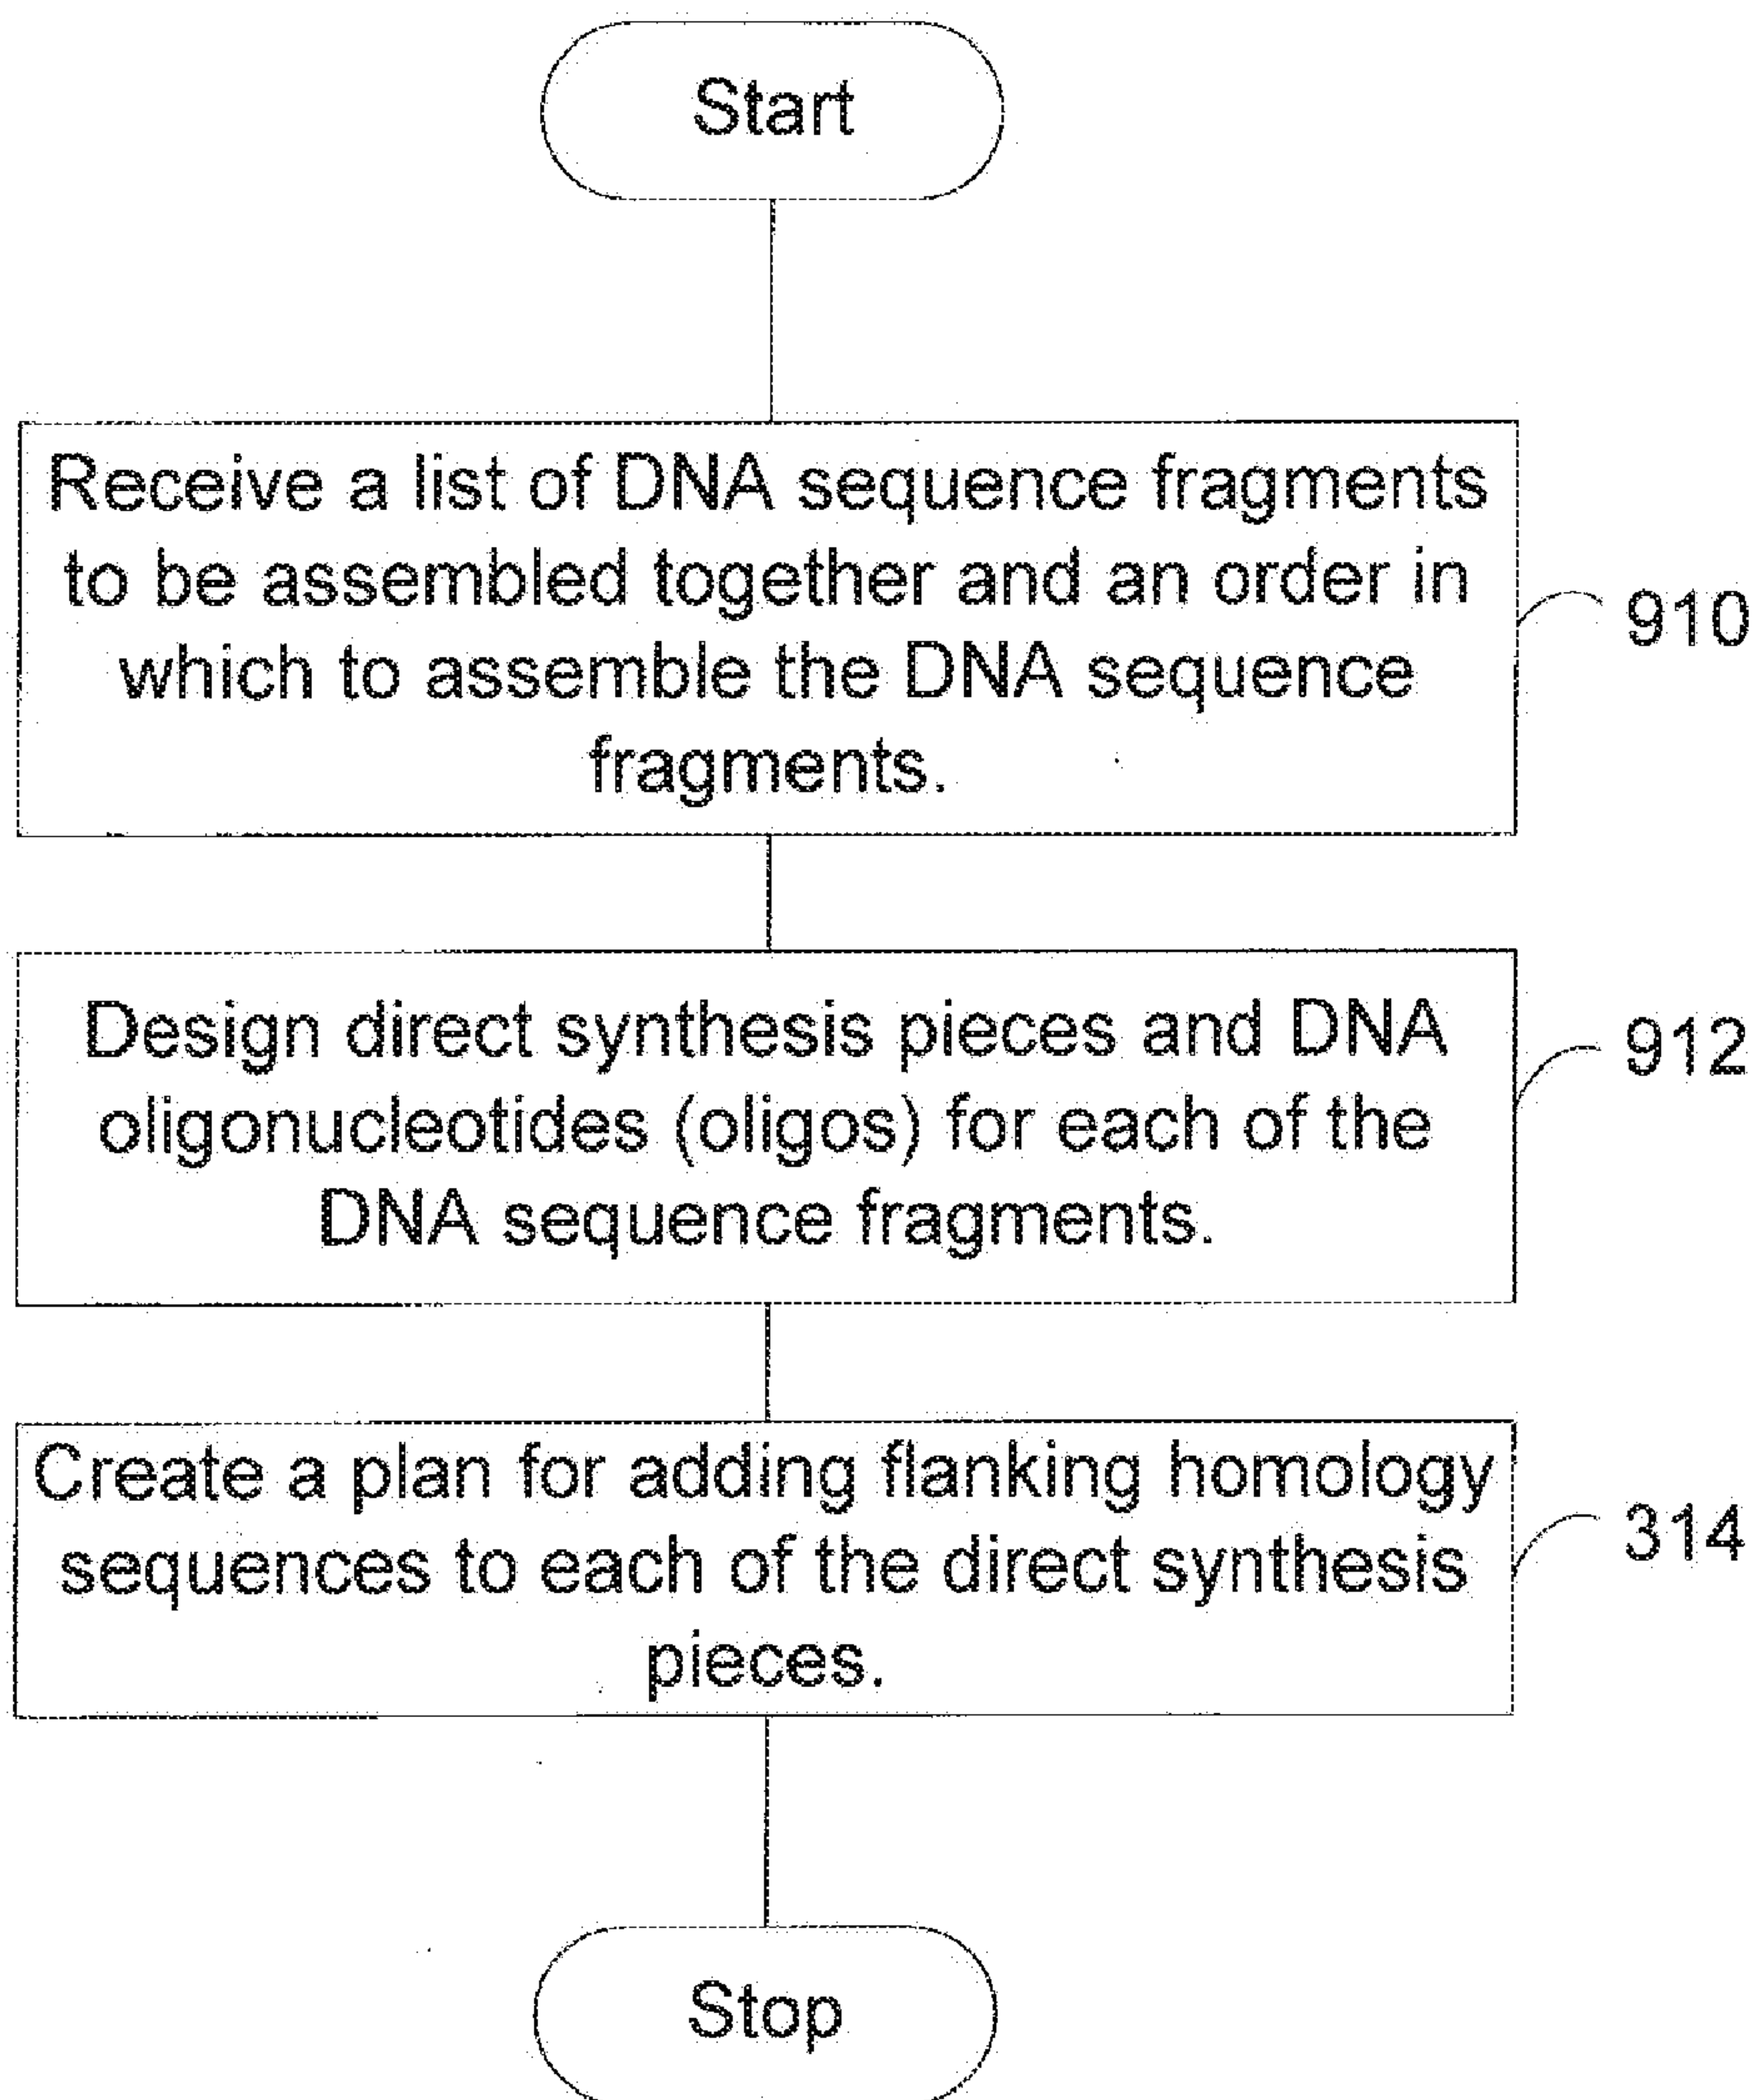 Start
Receive a list of DNA sequence fragments
to be assembled together and an order in
which to assemble the DNA sequence
fragments.
910
Design direct synthesis pieces and DNA
oligonucleotides (oligos) for each of the
DNA sequence fragments.
912
Create a plan for adding flanking homology
sequences to each of the direct synthesis
pieces.
314
Stop